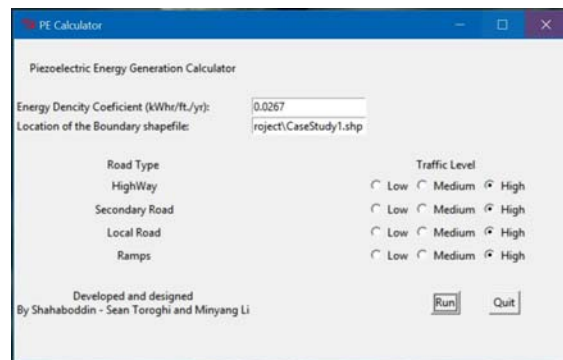 PE Calculator
Piezoelectric Energy Generation Calculator
Energy Dencity Coeficient (kWhr/ft./yr): 0.0267
Location of the Boundary shapefile: roject\CaseStudy1.shp
Road Type Traffic Level
HighWay Low Medium High
Secondary Road Low Medium High
Local Road Low Medium High
Ramps Low Medium High
Developed and designed
By Shahaboddin - Sean Toroghi and Minyang Li
Run Quit